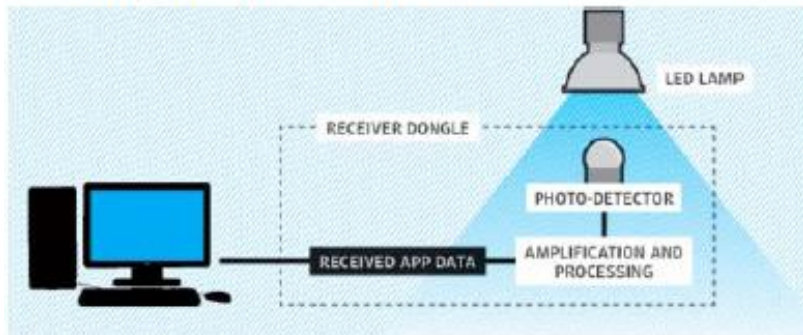 LED LAMP
RECEIVER DONGLE
PHOTO-DETECTOR
RECEIVED APP DATA
AMPLIFICATION AND
PROCESSING